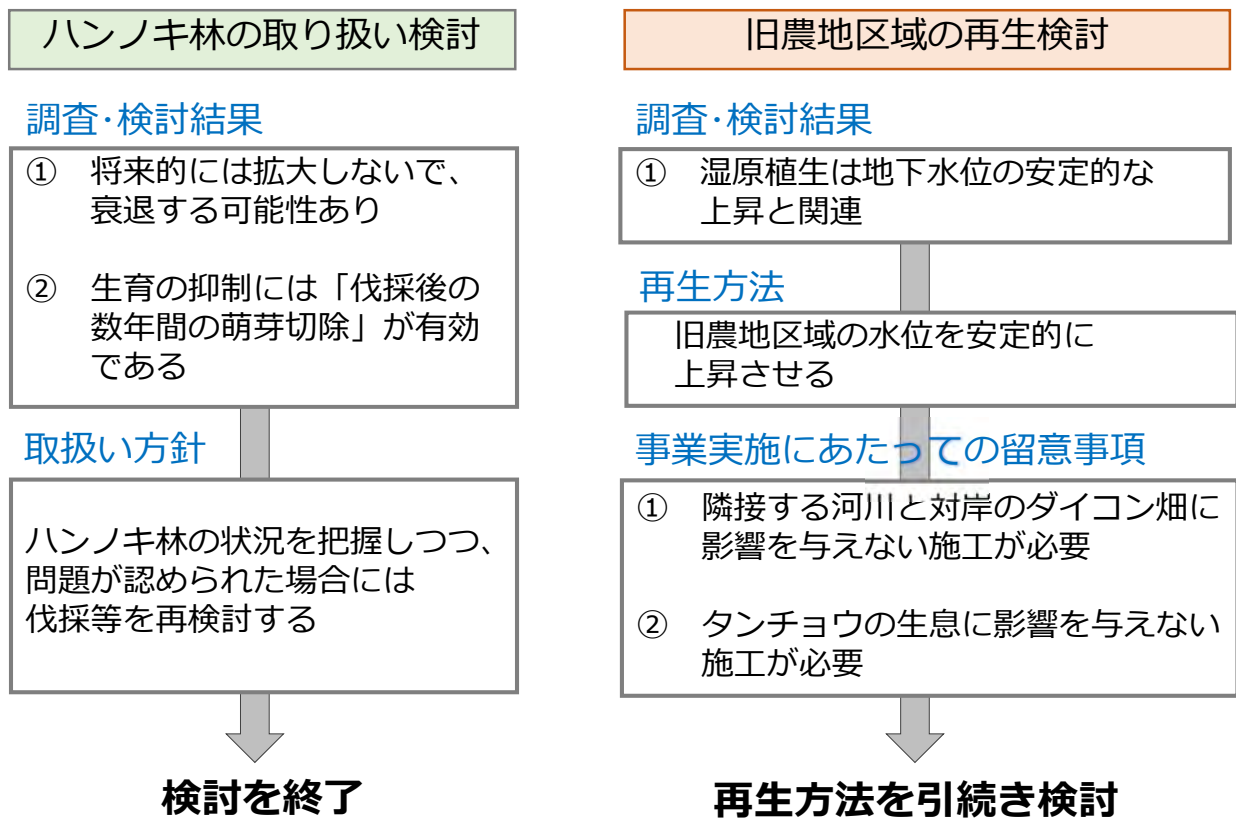 ハンノキ林の取り扱い検討
調査･検討結果
① 将来的には拡大しないで、
衰退する可能性あり
② 生育の抑制には「伐採後の
数年間の萌芽切除」が有効
である
取扱い方針
ハンノキ林の状況を把握しつつ、
問題が認められた場合には
伐採等を再検討する
検討を終了
旧農地区域の再生検討
調査･検討結果
① 湿原植生は地下水位の安定的な
上昇と関連
再生方法
旧農地区域の水位を安定的に
上昇させる
事業実施にあたっての留意事項
① 隣接する河川と対岸のダイコン畑に
影響を与えない施工が必要
② タンチョウの生息に影響を与えない
施工が必要
再生方法を引続き検討